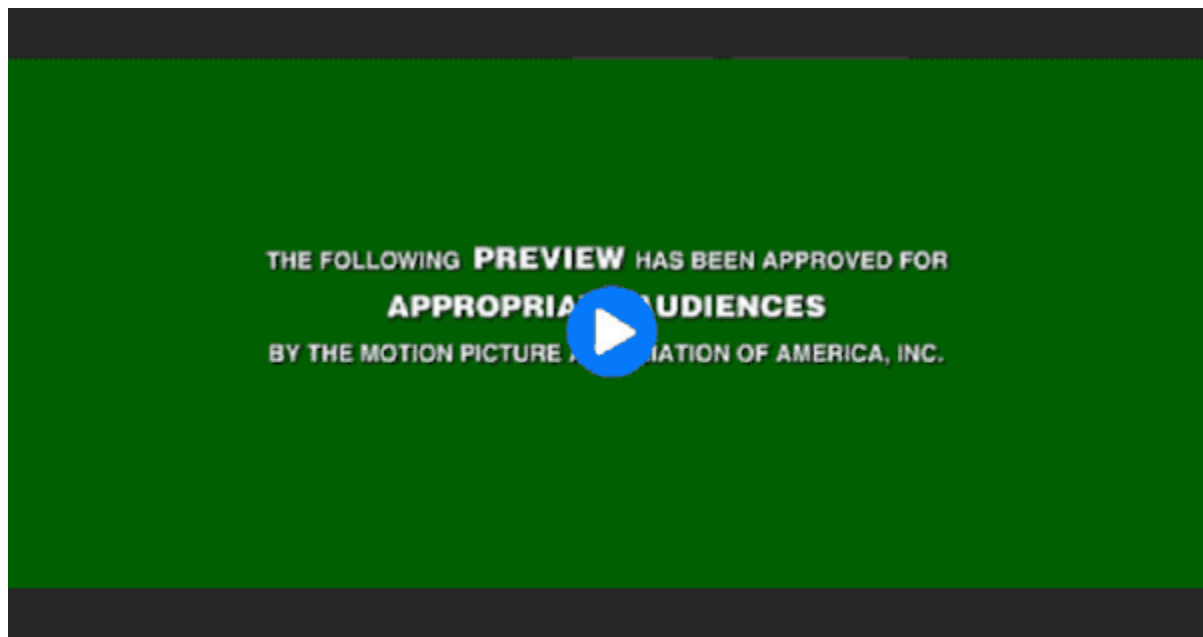 THE FOLLOWING PREVIEW HAS BEEN APPROVED FOR
BY THE MOTION PICTURE OF AMERICA, INC.